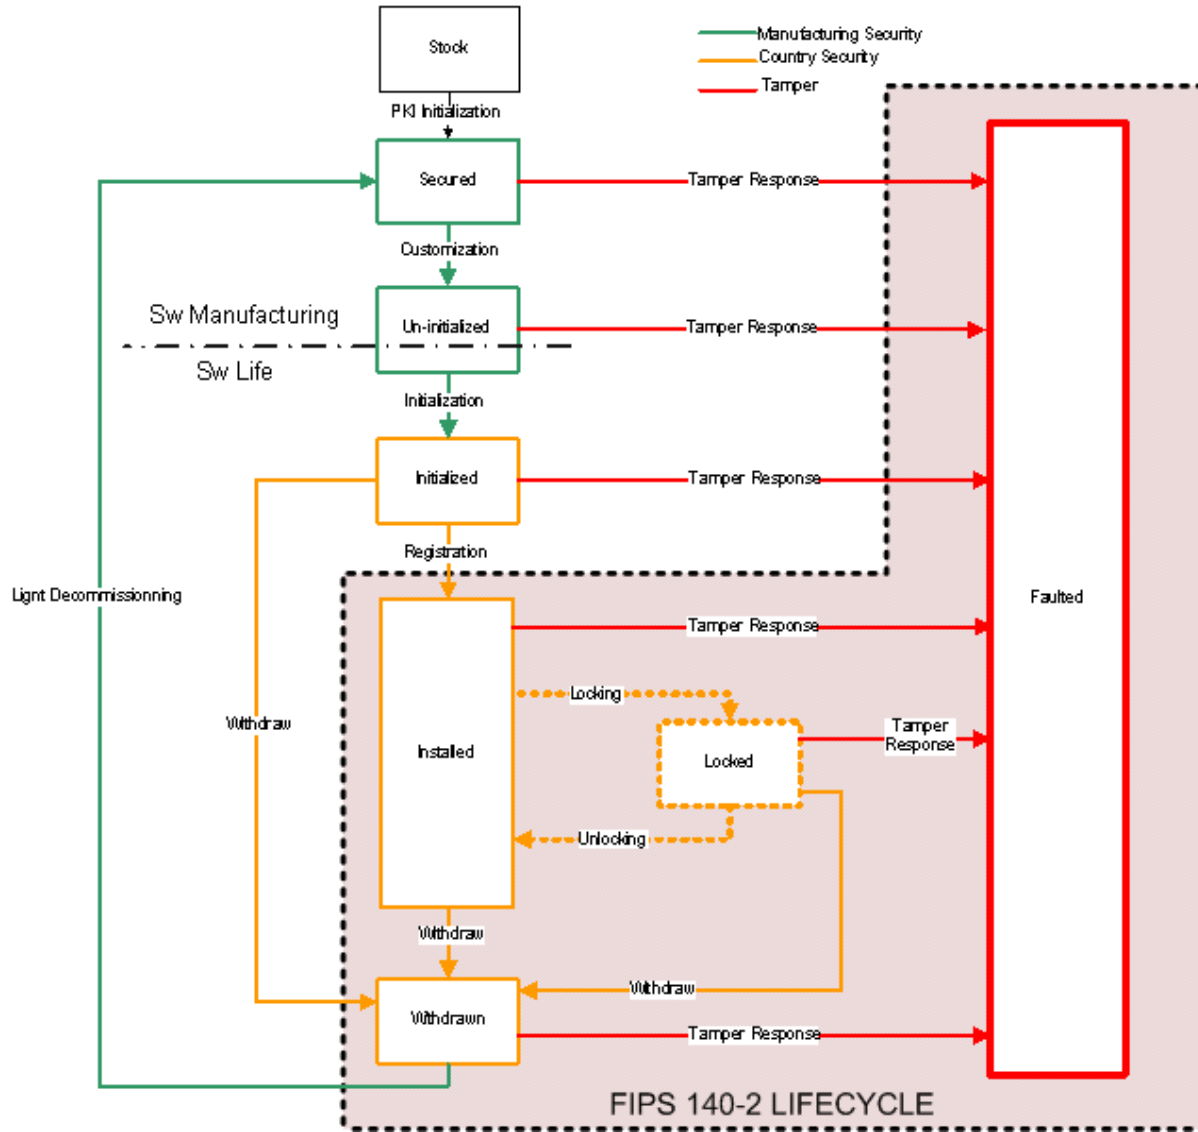 Stock
Manufacturing Security
Country Security
Tamper
PKI Initialization
Secured
Tamper Response
Customization
Sw Manufacturing
Un-initialized
Tamper Response
Sw Life
Initialization
Initialized
Tamper Response
Registration
Lignt Decommissionning
Faulted
Tamper Response
Locking
Withdraw
Tamper
Response
Installed
Locked
Unlocking
Withdraw
Withdraw
Withdrawn
Tamper Response
FIPS 140-2 LIFECYCLE